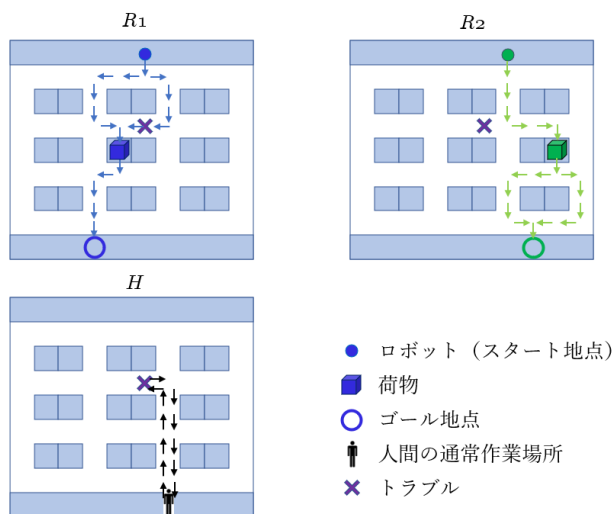 R1
R2
H
ロボット（スタート地点）
荷物
ゴール地点
人間の通常作業場所
トラブル